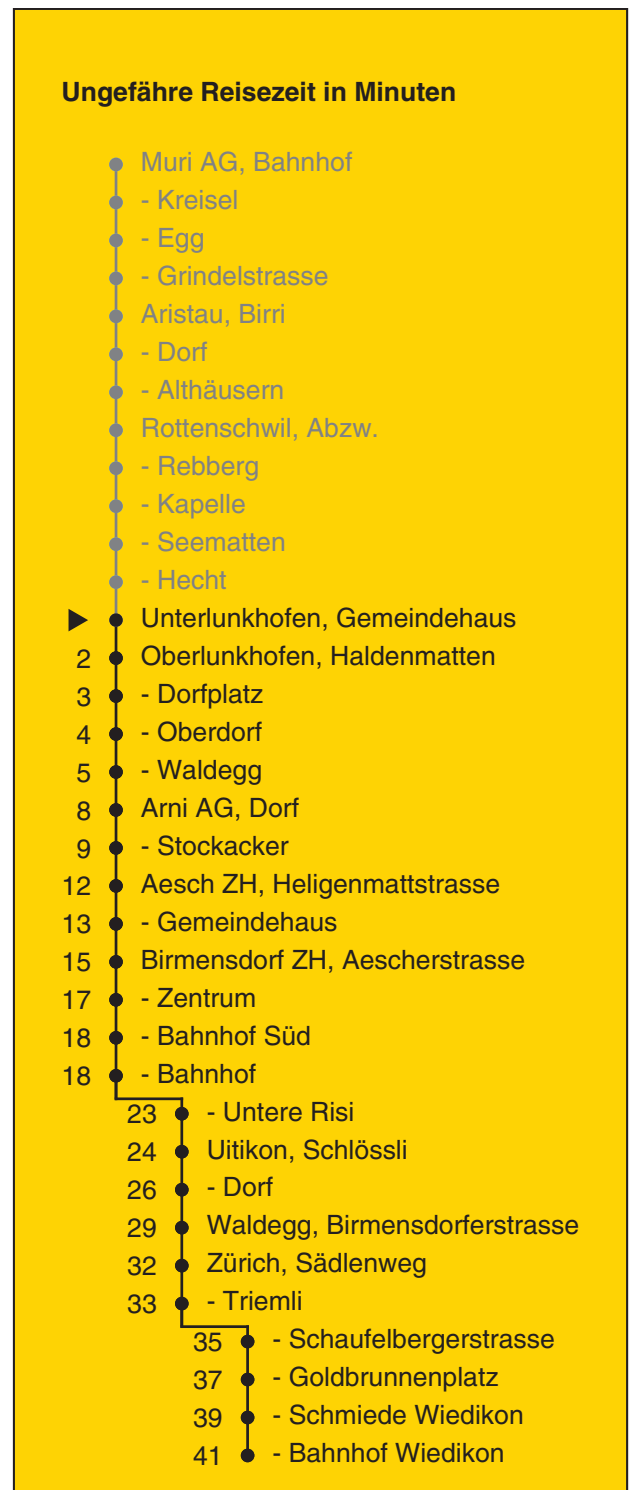 Ungefähre Reisezeit in Minuten
Muri AG, Bahnhof
- Kreisel
- Egg
- Grindelstrasse
Aristau, Birri
- Dorf
- Althäusern
Rottenschwil, Abzw.
- Rebberg
- Kapelle
- Seematten
- Hecht
Unterlunkhofen, Gemeindehaus
2 Oberlunkhofen, Haldenmatten
3 - Dorfplatz
4 - Oberdorf
5 - Waldegg
8 Arni AG, Dorf
9 - Stockacker
12 Aesch ZH, Heligenmattstrasse
13 - Gemeindehaus
15 Birmensdorf ZH, Aescherstrasse
17 - Zentrum
18 - Bahnhof Süd
18 - Bahnhof
23 - Untere Risi
24 Uitikon, Schlössli
26 - Dorf
29 Waldegg, Birmensdorferstrasse
32 Zürich, Sädlenweg
33 - Triemli
35 - Schaufelbergerstrasse
37 - Goldbrunnenplatz
39 - Schmiede Wiedikon
41 - Bahnhof Wiedikon